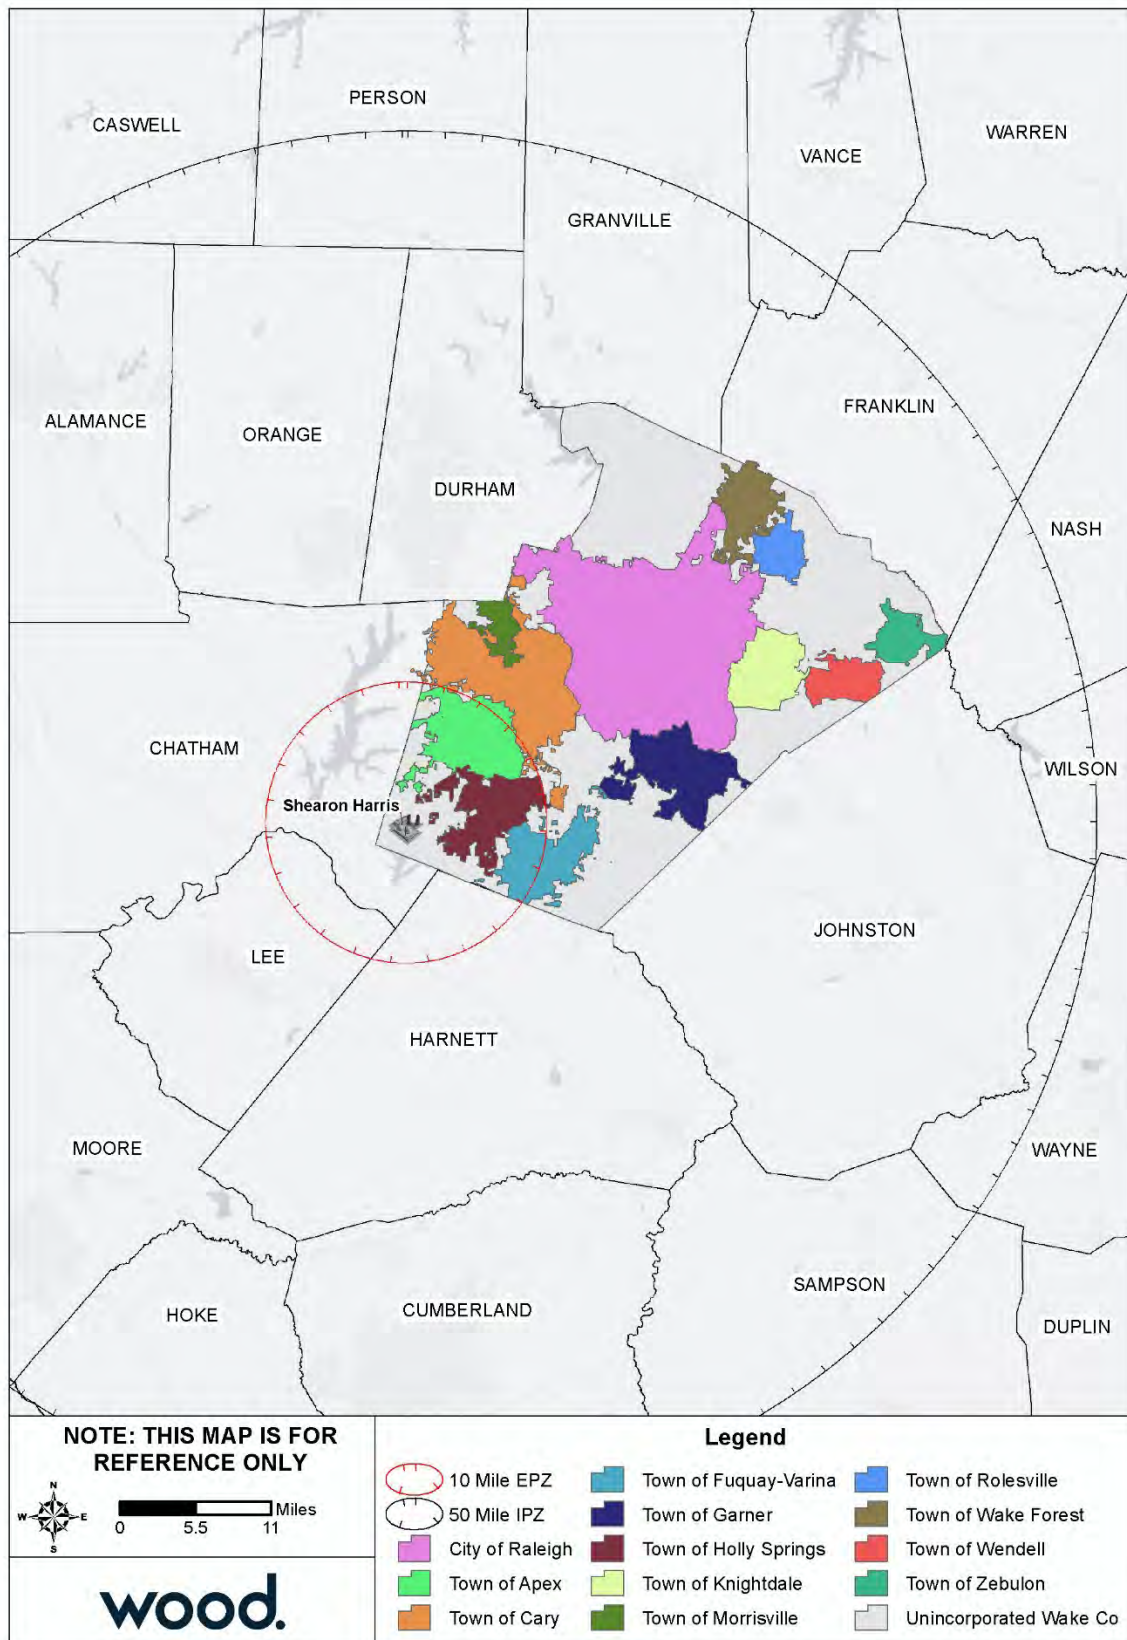 PERSON
CASWELL
WARREN
VANCE
GRANVILLE
FRANKLIN
ALAMANCE
ORANGE
DURHAM
NASH
CHATHAM
WILSON
Shearon Harris
JOHNSTON
LEE
HARNETT
MOORE
WAYNE
SAMPSON
CUMBERLAND
HOKE
DUPLIN
NOTE: THIS MAP IS FOR
REFERENCE ONLY
N
W E
S
Miles
0 5.5 11
wood.
Legend
10 Mile EPZ
50 Mile IPZ
City of Raleigh
Town of Apex
Town of Cary
Town of Fuquay-Varina
Town of Garner
Town of Holly Springs
Town of Knightdale
Town of Morrisville
Town of Rolesville
Town of Wake Forest
Town of Wendell
Town of Zebulon
Unincorporated Wake Co